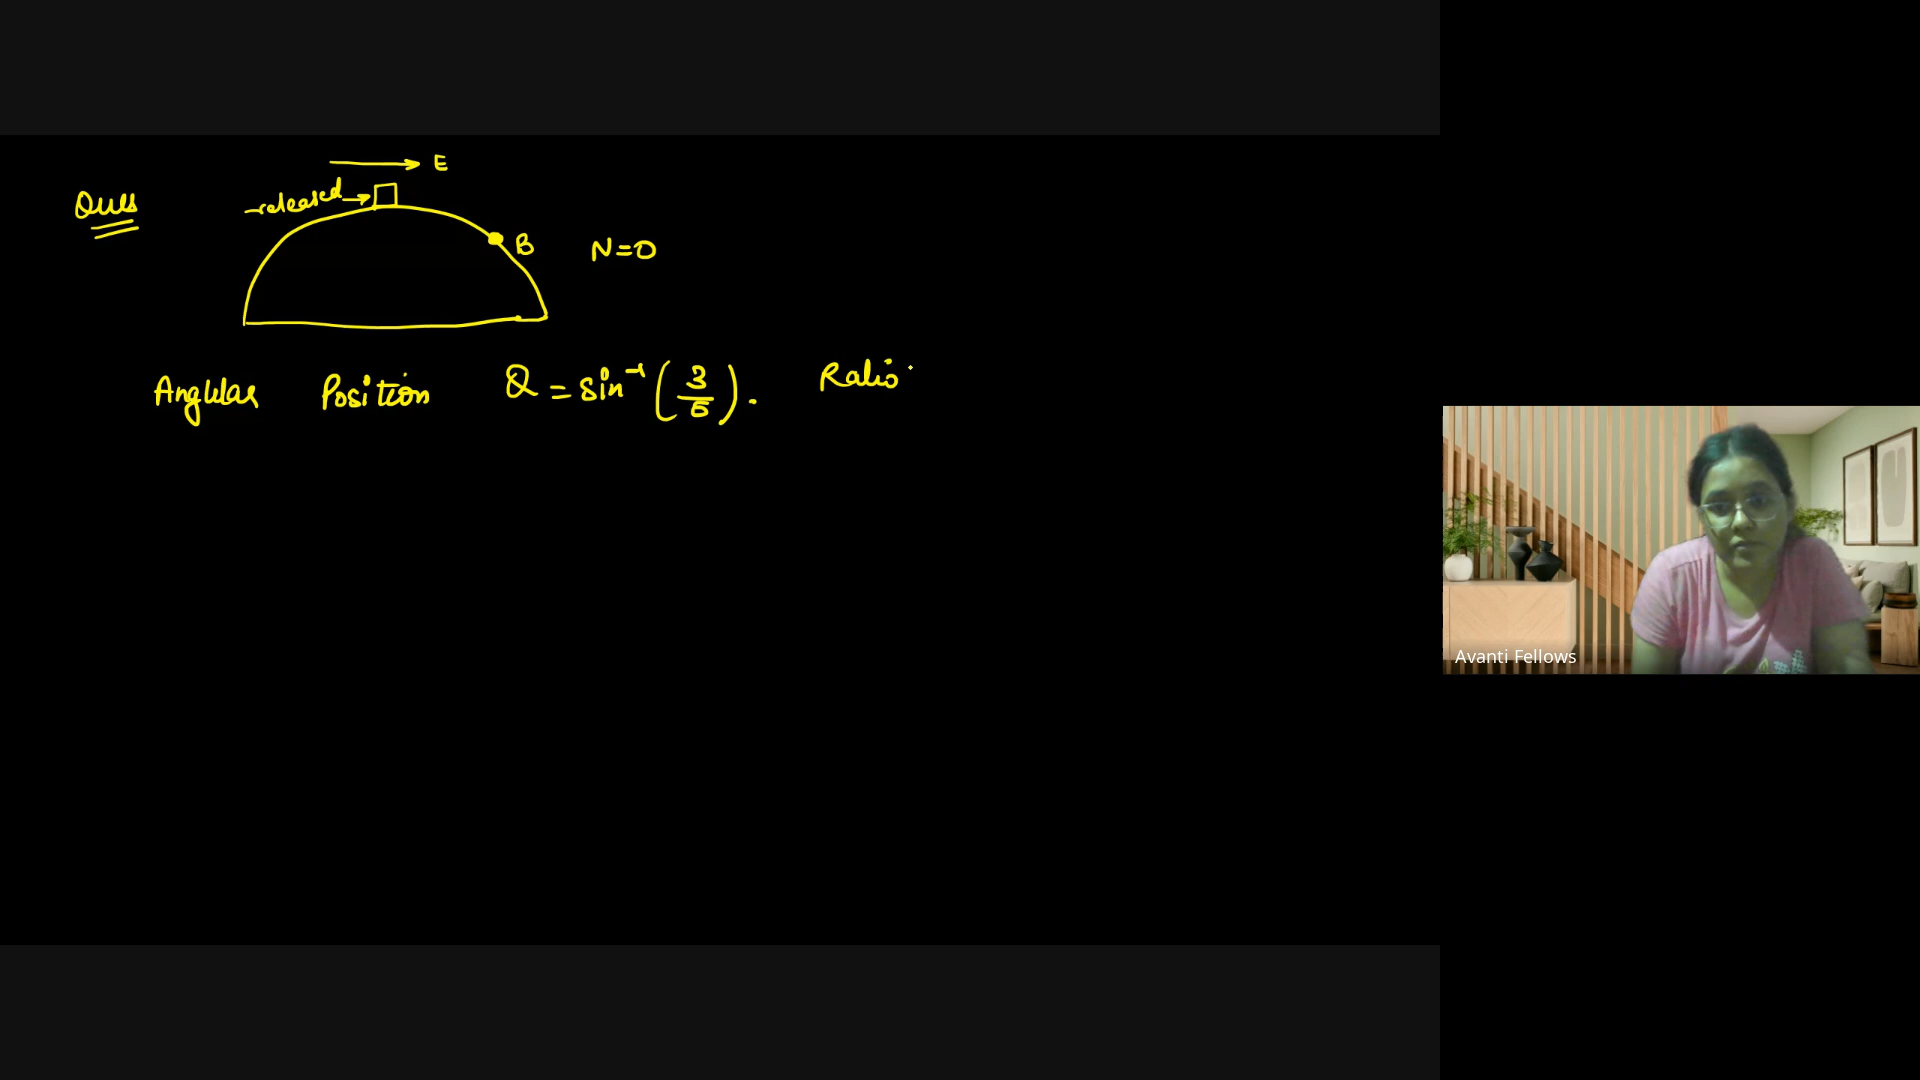 → E
Ques
released →
B
N=0
Angular Position θ = sin⁻¹ (3/5). Ratio
Avanti Fellows